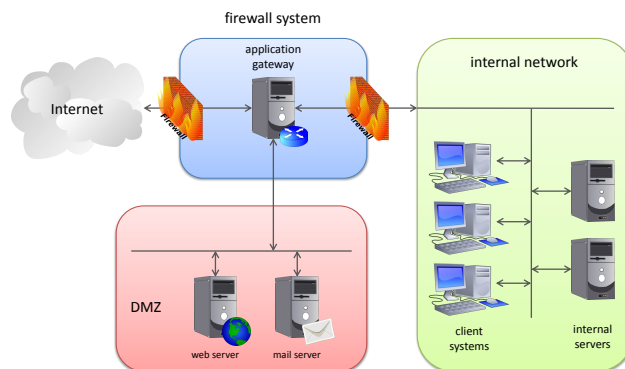 firewall system
application
gateway
internal network
Internet
Firewall
Firewall
DMZ
web server
mail server
client
systems
internal
servers